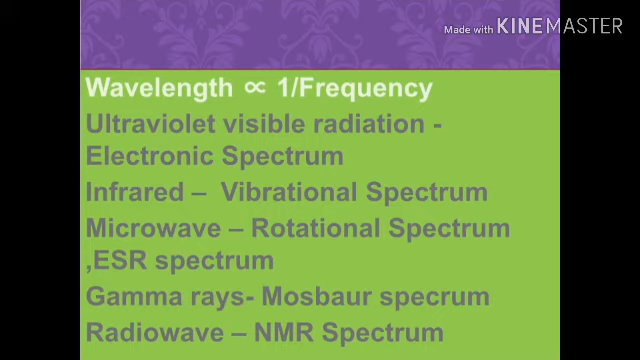 Made with KINEMASTER
Wavelength ∝ 1/Frequency
Ultraviolet visible radiation -
Electronic Spectrum
Infrared – Vibrational Spectrum
Microwave – Rotational Spectrum
,ESR spectrum
Gamma rays- Mosbaur specrum
Radiowave – NMR Spectrum